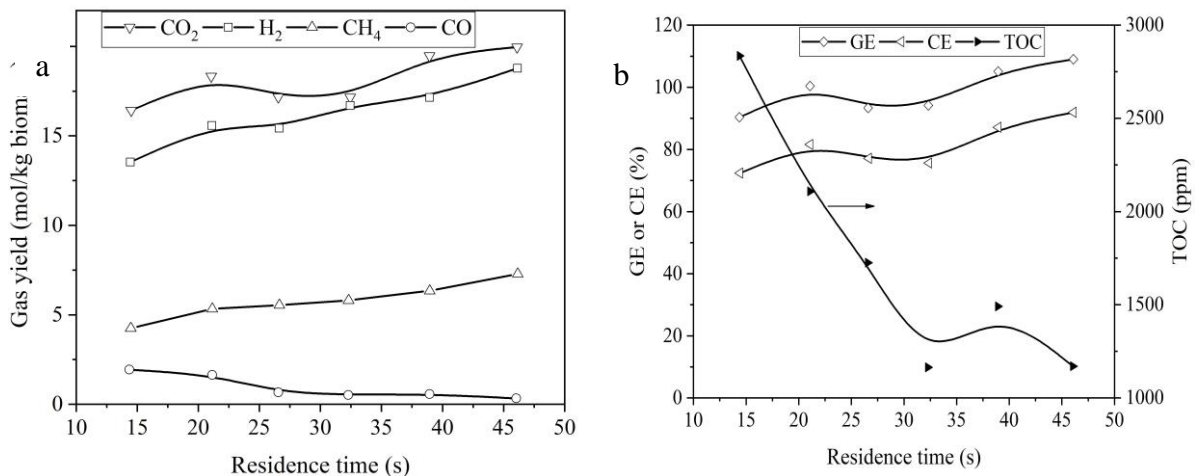 CO₂ H₂ CH₄ CO
a
Gas yield (mol/kg
15
10
5
0
10 15 20 25 30 35 40 45 50
Residence time (s)
GE CE TOC
b
GE or CE (%)
120
100
80
60
40
20
0
10 15 20 25 30 35 40 45 50
Residence time (s)
3000
2500
2000
1500
1000
TOC
(ppm)